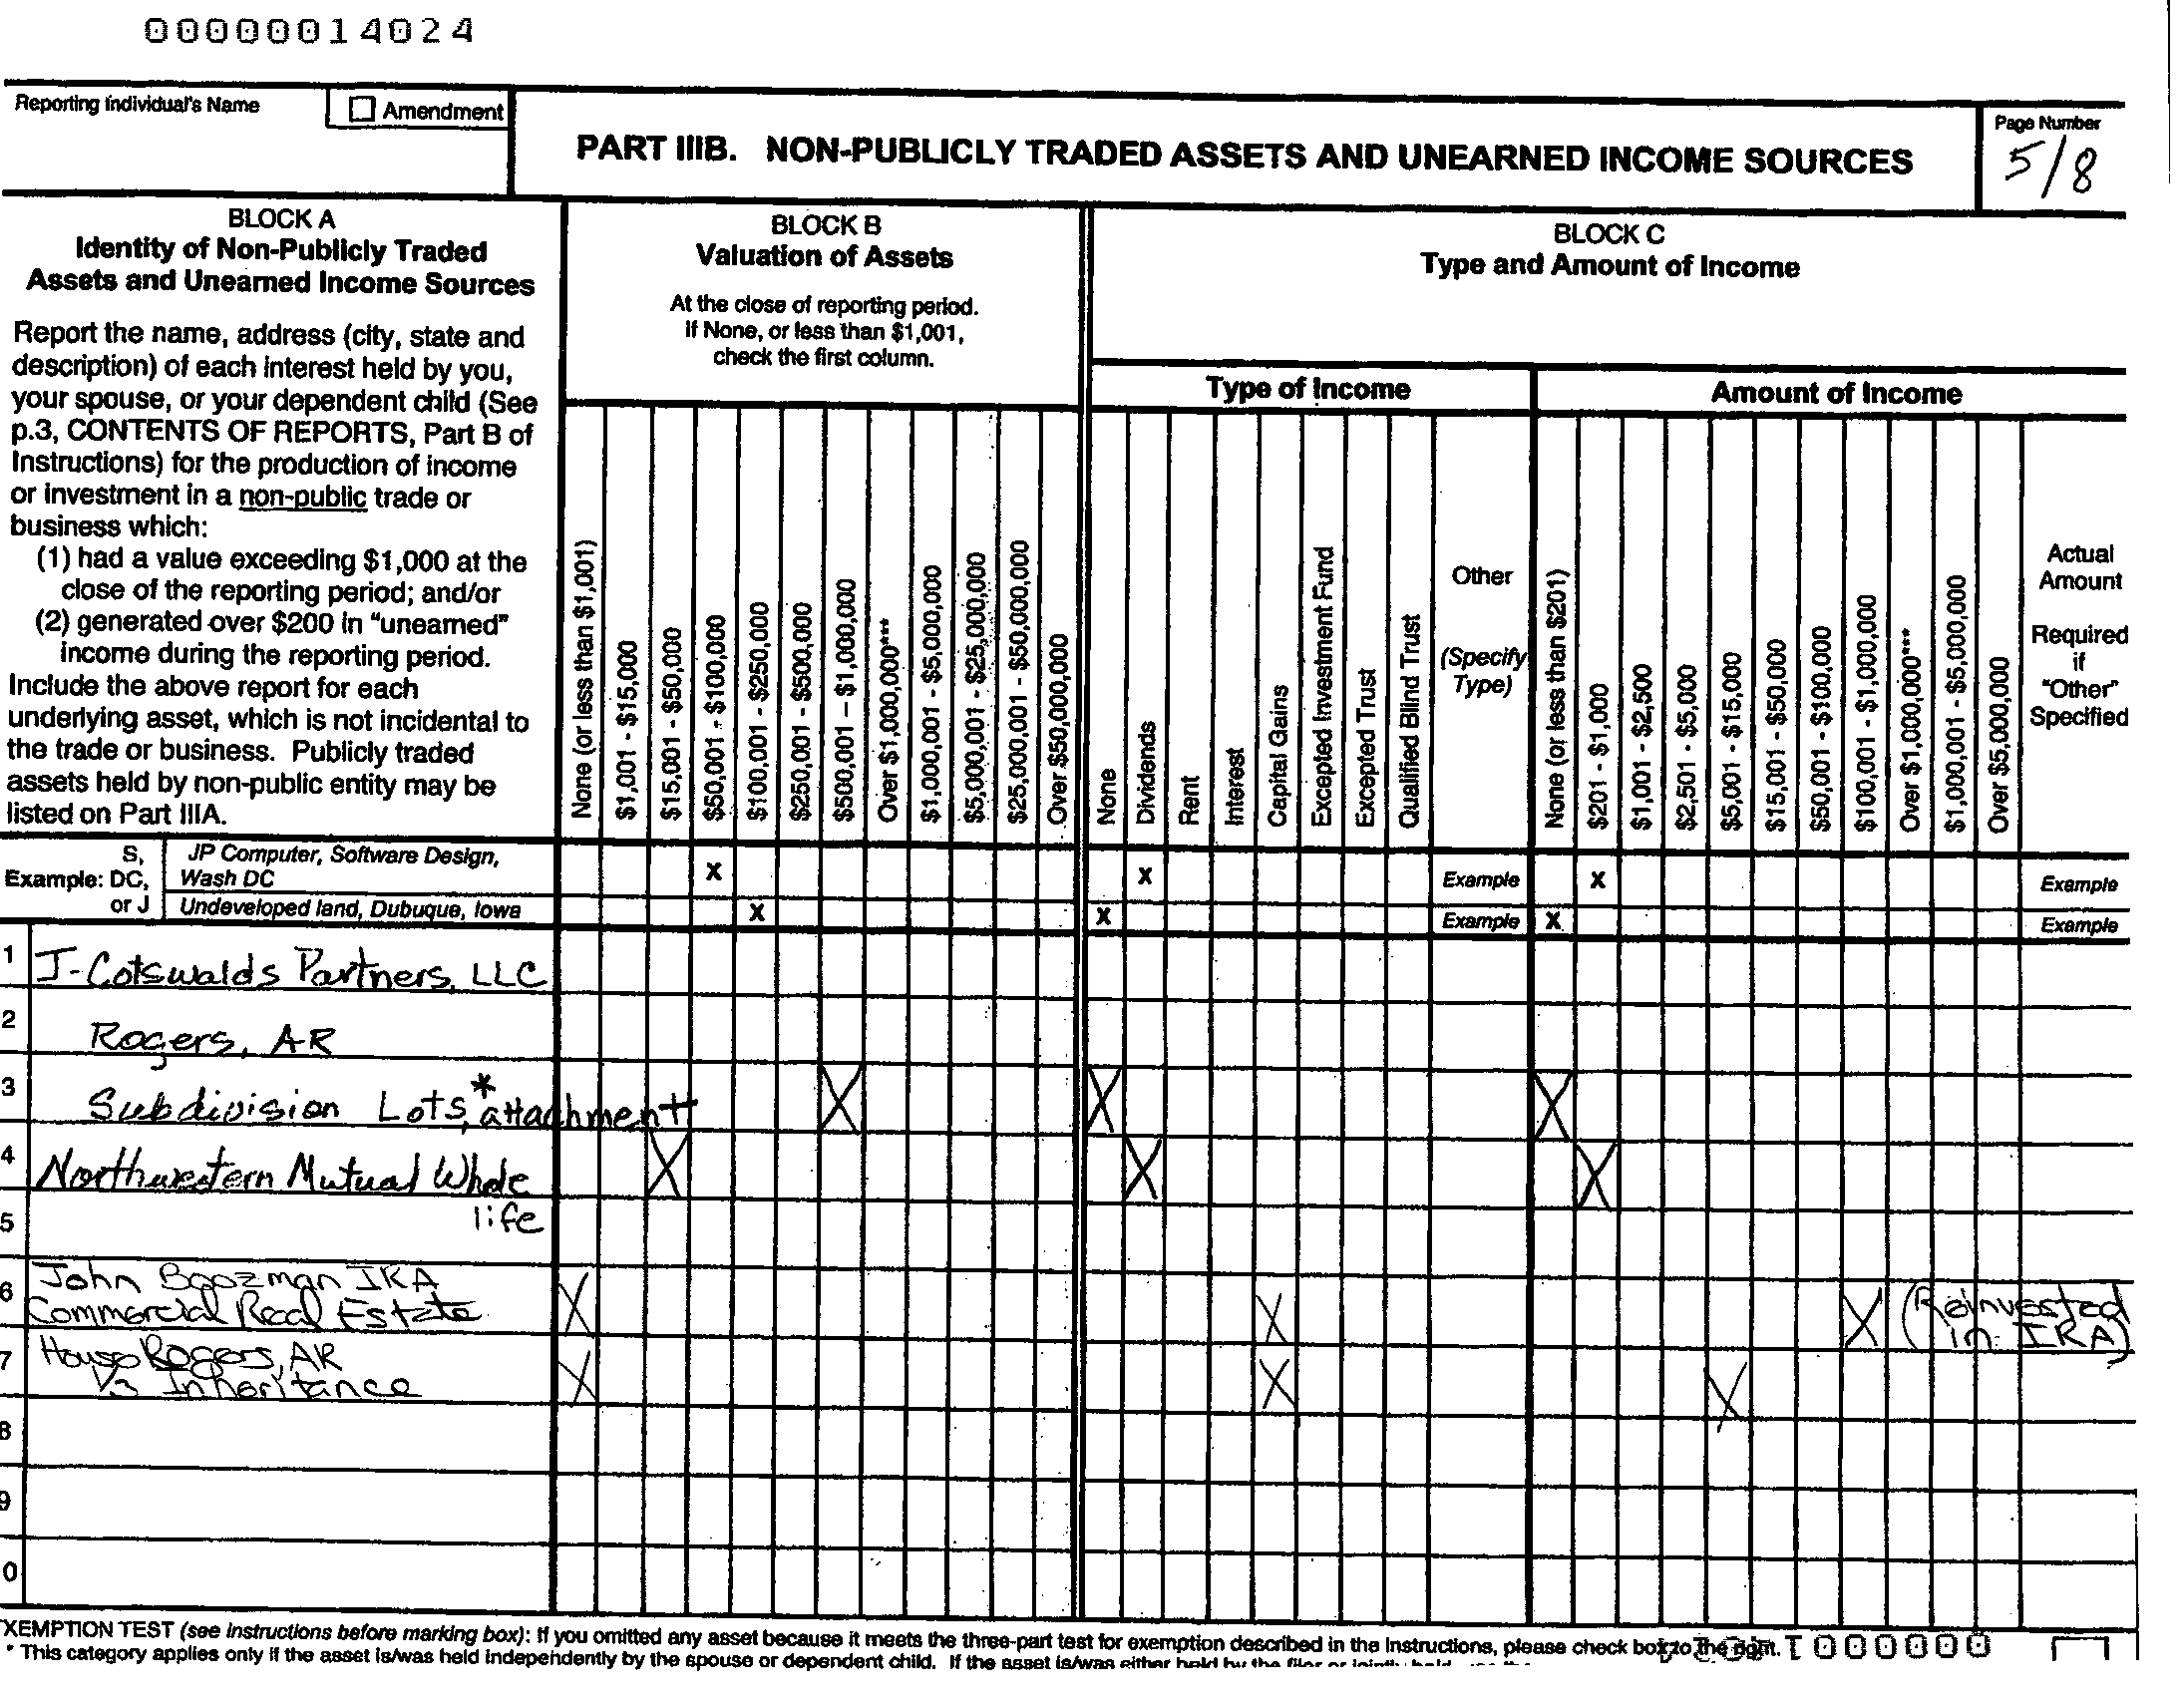 00000014024
Reporting Individual's Name
Amendment
PART IIIB. NON-PUBLICLY TRADED ASSETS AND UNEARNED INCOME SOURCES
Page Number
5/8
BLOCK A
Identity of Non-Publicly Traded
Assets and Unearned Income Sources
Report the name, address (city, state and
description) of each interest held by you,
your spouse, or your dependent child (See
p.3, CONTENTS OF REPORTS, Part B of
Instructions) for the production of income
or investment in a non-public trade or
business which:
(1) had a value exceeding $1,000 at the
close of the reporting period; and/or
(2) generated over $200 in "unearned"
income during the reporting period.
Include the above report for each
underlying asset, which is not incidental to
the trade or business. Publicly traded
assets held by non-public entity may be
listed on Part IIIA.
BLOCK B
Valuation of Assets
At the close of reporting period.
If None, or less than $1,001,
check the first column.
None (or less than $1,001)
$1,001 - $15,000
$15,001 - $50,000
$50,001 - $100,000
$100,001 - $250,000
$250,001 - $500,000
$500,001 – $1,000,000
Over $1,000,000***
$1,000,001 - $5,000,000
$5,000,001 - $25,000,000
$25,000,001 - $50,000,000
Over $50,000,000
BLOCK C
Type and Amount of Income
Type of Income
None
Dividends
Rent
Interest
Capital Gains
Excepted Investment Fund
Excepted Trust
Qualified Blind Trust
Other
(Specify
Type)
Amount of Income
None (or less than $201)
$201 - $1,000
$1,001 - $2,500
$2,501 - $5,000
$5,001 - $15,000
$15,001 - $50,000
$50,001 - $100,000
$100,001 - $1,000,000
Over $1,000,000***
$1,000,001 - $5,000,000
Over $5,000,000
Actual
Amount
Required
if
"Other"
Specified
Example: S, DC, or J
JP Computer, Software Design,
Wash DC
X X Example X Example
Undeveloped land, Dubuque, Iowa X X Example X Example
1 J-Cotswalds Partners, LLC
2 Rogers, AR
3 Subdivision Lots, *attachment X X X
4 Northwestern Mutual Whole X X X
5 life
6 John Boozman IRA
Commercial Real Estate X X X (Reinvested
in IRA)
7 House Rogers, AR
1/3 Inheritance X X X
8
9
0
XEMPTION TEST (see instructions before marking box): If you omitted any asset because it meets the three-part test for exemption described in the instructions, please check box to the right.
* This category applies only if the asset is/was held independently by the spouse or dependent child. If the asset is/was either held by the filer or jointly held